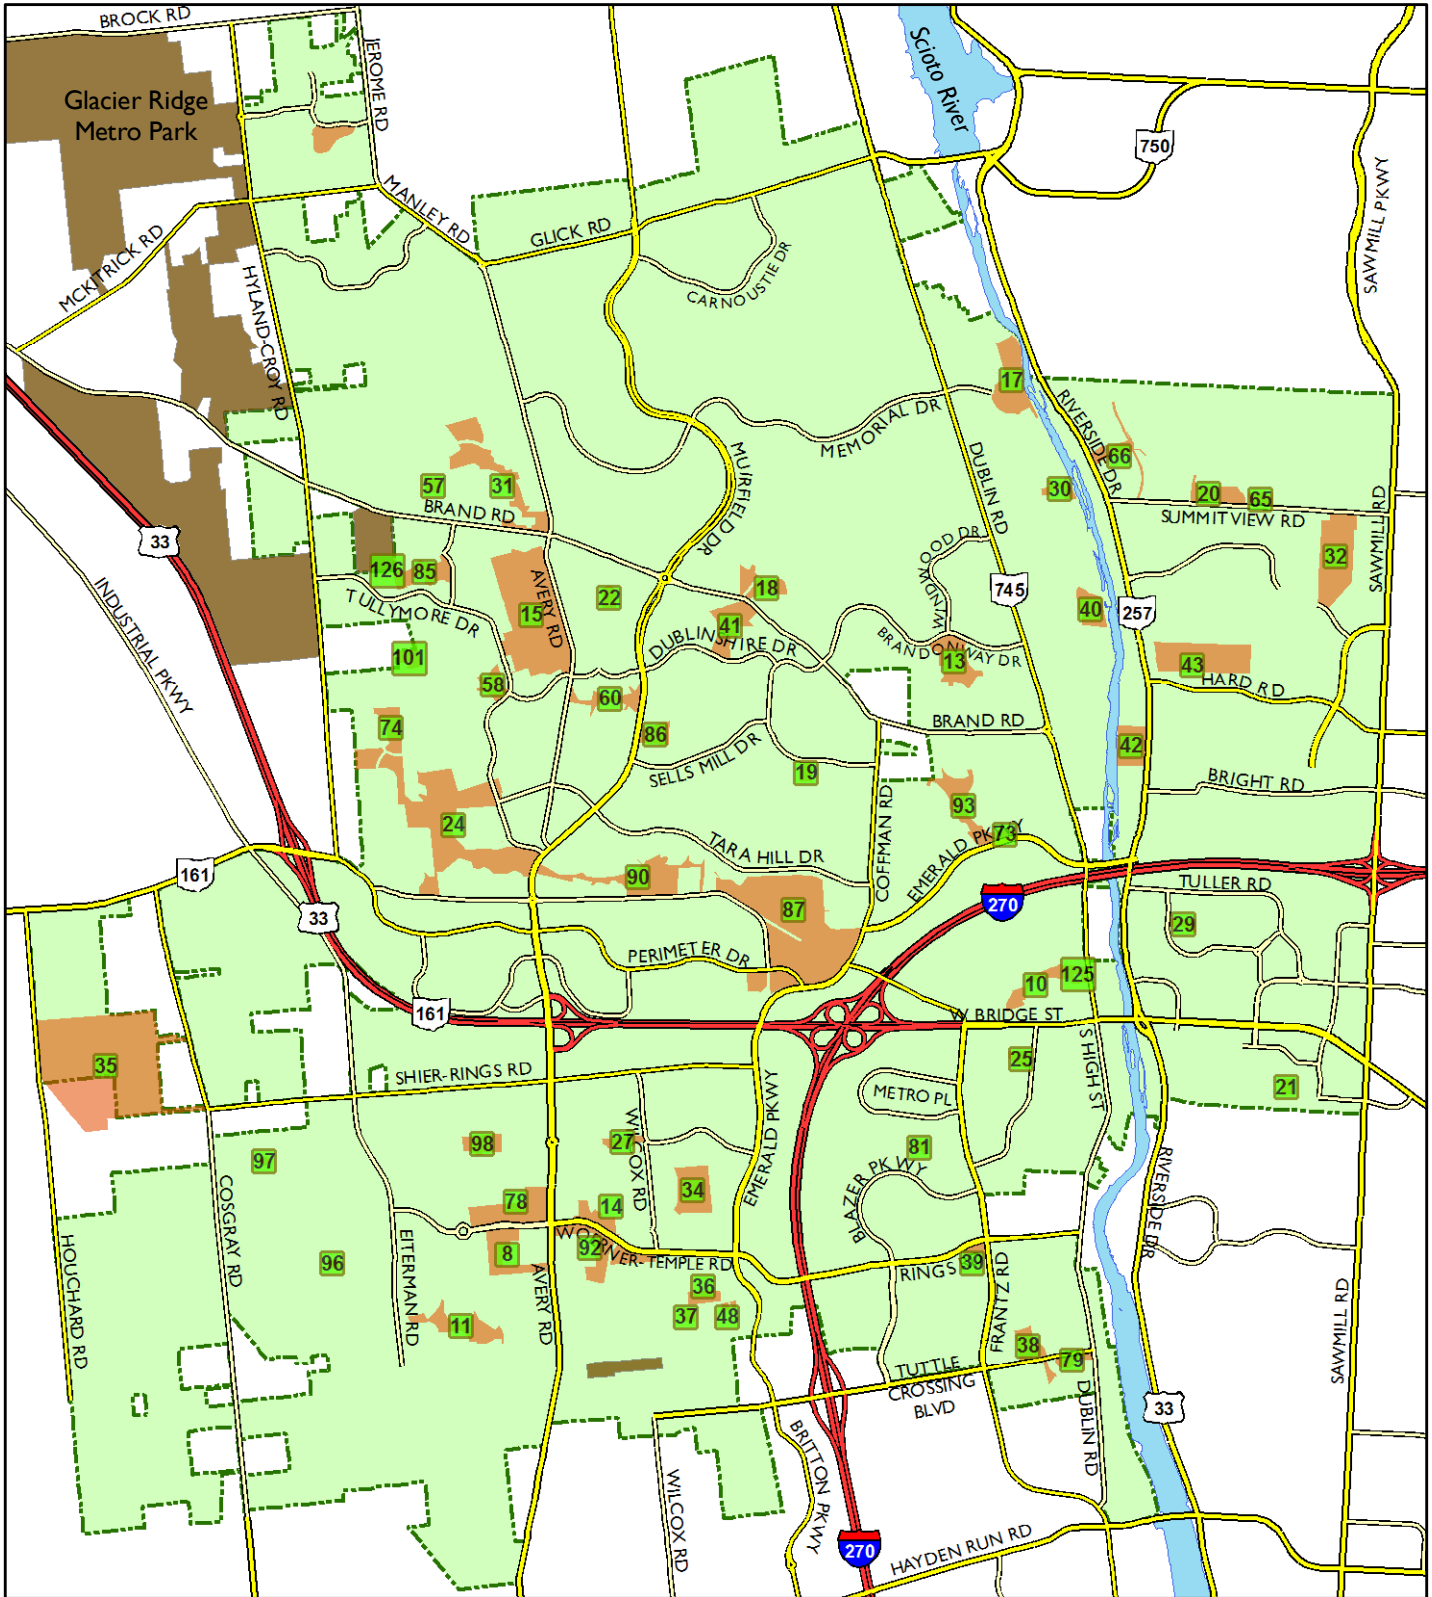 BROCK RD
JEROME RD
Scioto River
Glacier Ridge
Metro Park
750
SAWMILL PKWY
MANLEY RD
GLICK RD
MCKITRICK RD
CARNOUSTIE DR
HYLAND-CROY RD
17
MEMORIAL DR
RIVERSIDE DR
MUIRFIELD DR
DUBLIN RD
66
57
31
30
20
65
BRAND RD
SUMMIT VIEW RD
SAWMILL RD
33
WINDWOOD DR
32
126
85
AVERY RD
18
745
INDUSTRIAL PKWY
TULLYMORE DR
22
15
41
40
257
DUBLINSHIRE DR
BRANDONWAY DR
101
13
43
58
HARD RD
60
74
86
BRAND RD
42
SELLS MILL DR
19
BRIGHT RD
93
24
COFFMAN RD
EMERALD PKWY
73
TARA HILL DR
161
90
TULLER RD
87
270
33
29
PERIMETER DR
125
10
161
W BRIDGE ST
35
25
S HIGH ST
SHIER-RINGS RD
EMERALD PKWY
METRO PL
21
WILCOX RD
98
27
97
81
BLAZER PKWY
RIVERSIDE DR
COSGRAY RD
34
78
14
HOUCHARD RD
EITERMAN RD
8
92
WOERNER-TEMPLE RD
96
RINGS
39
FRANTZ RD
AVERY RD
36
37
48
11
SAWMILL RD
38
79
TUTTLE
CROSSING
BLVD
DUBLIN RD
33
BRITTON PKWY
WILCOX RD
270
HAYDEN RUN RD